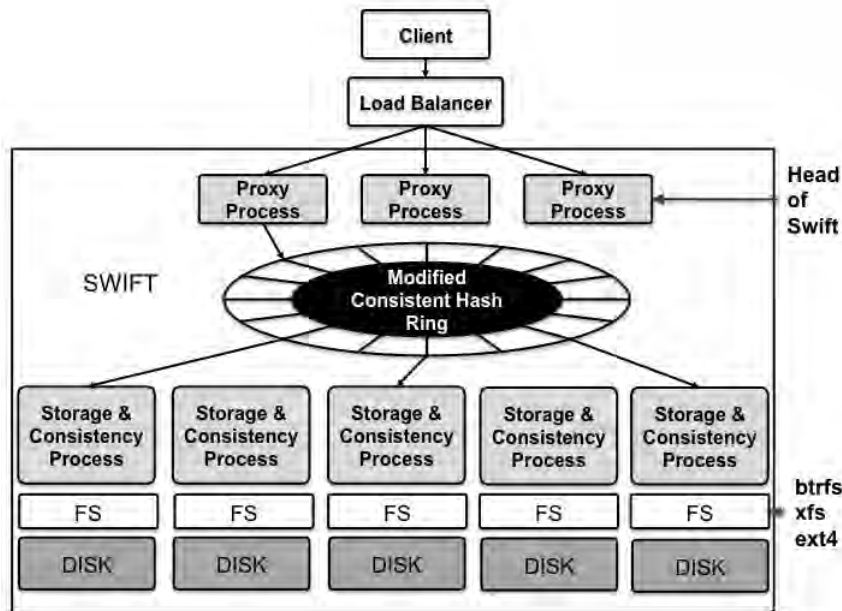 Client
Load Balancer
Proxy
Process
Proxy
Process
Proxy
Process
Head
of
Swift
SWIFT
Modified
Consistent Hash
Ring
Storage &
Consistency
Process
Storage &
Consistency
Process
Storage &
Consistency
Process
Storage &
Consistency
Process
Storage &
Consistency
Process
FS
FS
FS
FS
FS
btrfs
xfs
ext4
DISK
DISK
DISK
DISK
DISK